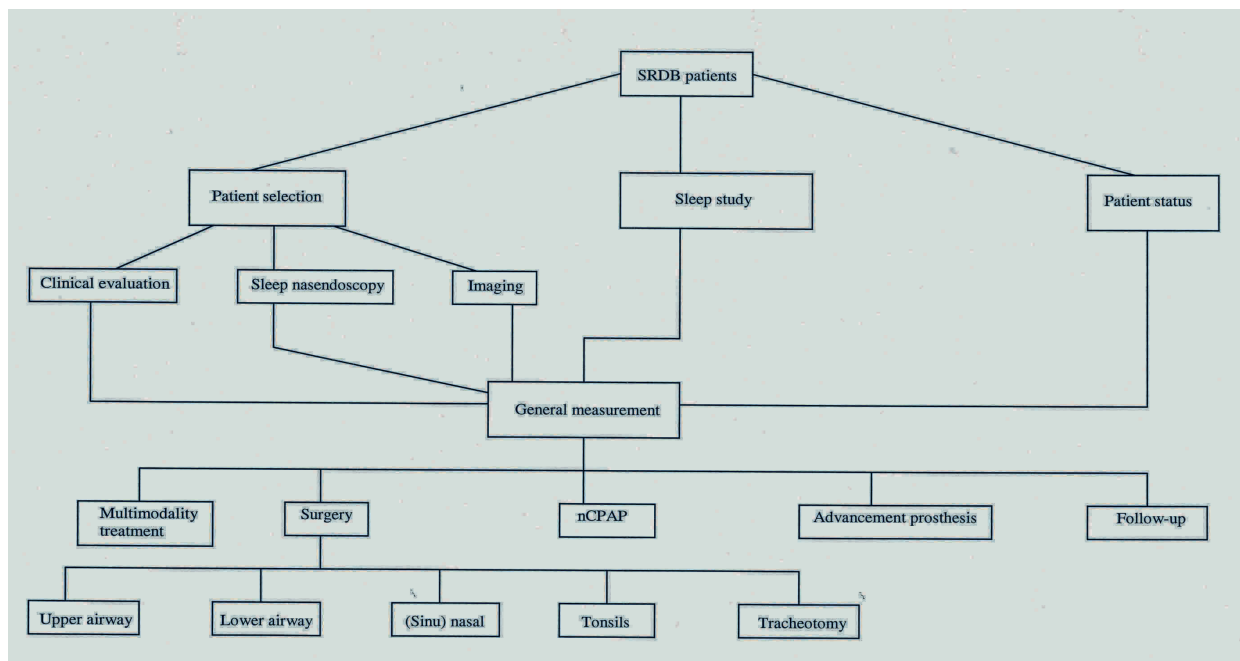 SRDB patients
Patient selection
Sleep study
Patient status
Clinical evaluation
Sleep nasendoscopy
Imaging
General measurement
Multimodality
treatment
Surgery
nCPAP
Advancement prosthesis
Follow-up
Upper airway
Lower airway
(Sinu) nasal
Tonsils
Tracheotomy